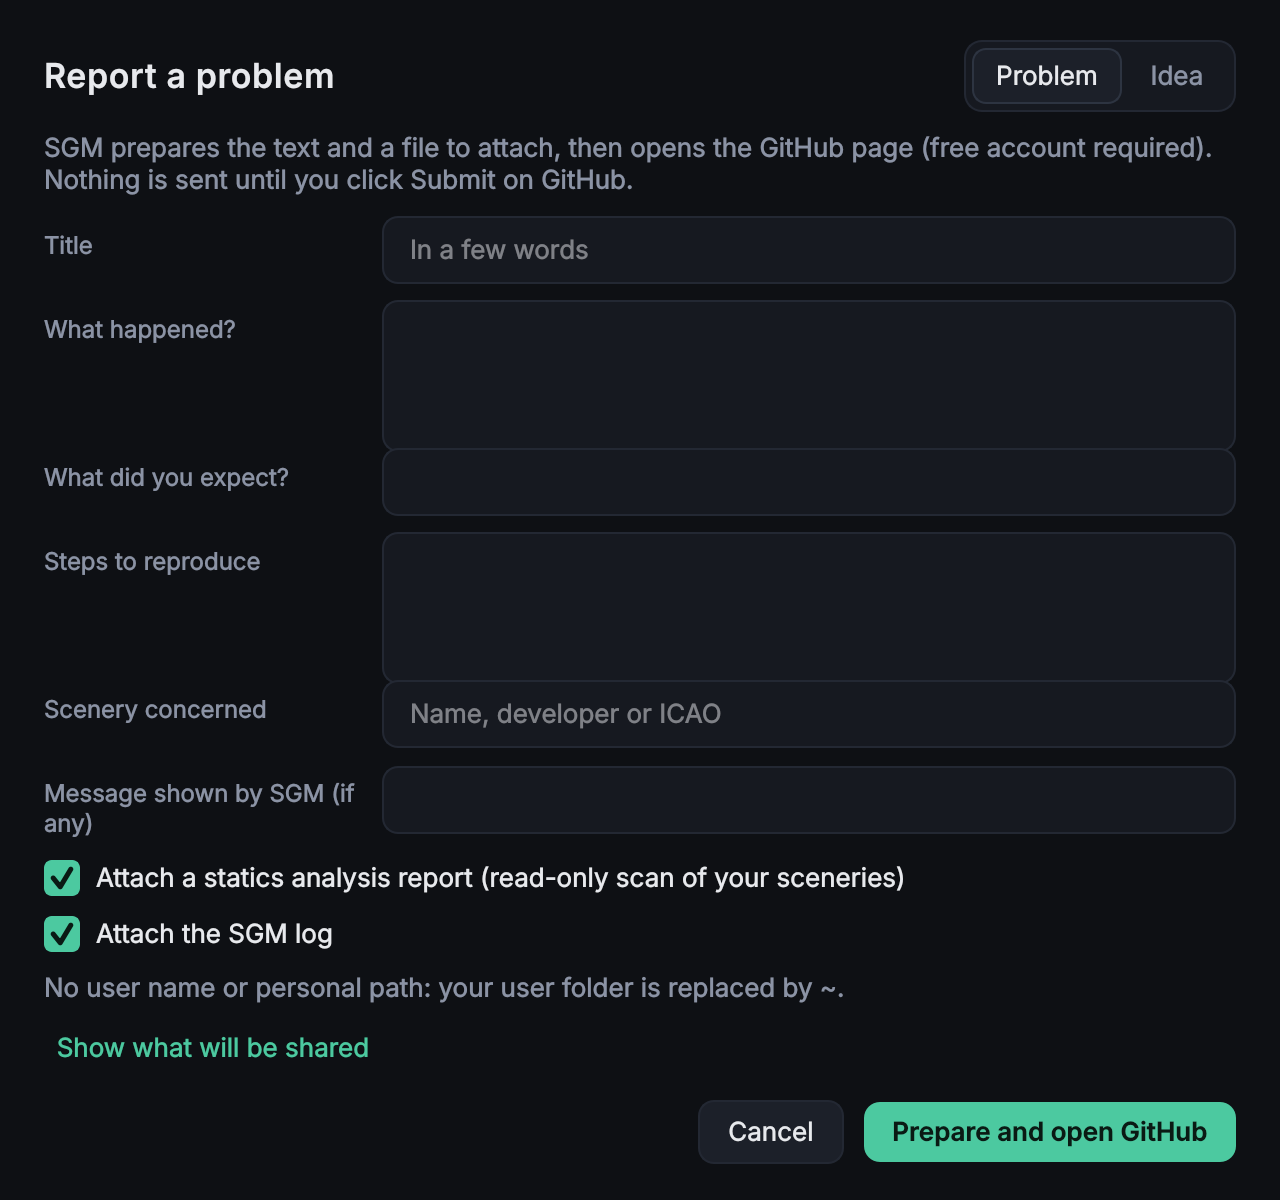 Report a problem
Problem
Idea
SGM prepares the text and a file to attach, then opens the GitHub page (free account required).
Nothing is sent until you click Submit on GitHub.
Title
In a few words
What happened?
What did you expect?
Steps to reproduce
Scenery concerned
Name, developer or ICAO
Message shown by SGM (if
any)
Attach a statics analysis report (read-only scan of your sceneries)
Attach the SGM log
No user name or personal path: your user folder is replaced by ~.
Show what will be shared
Cancel
Prepare and open GitHub